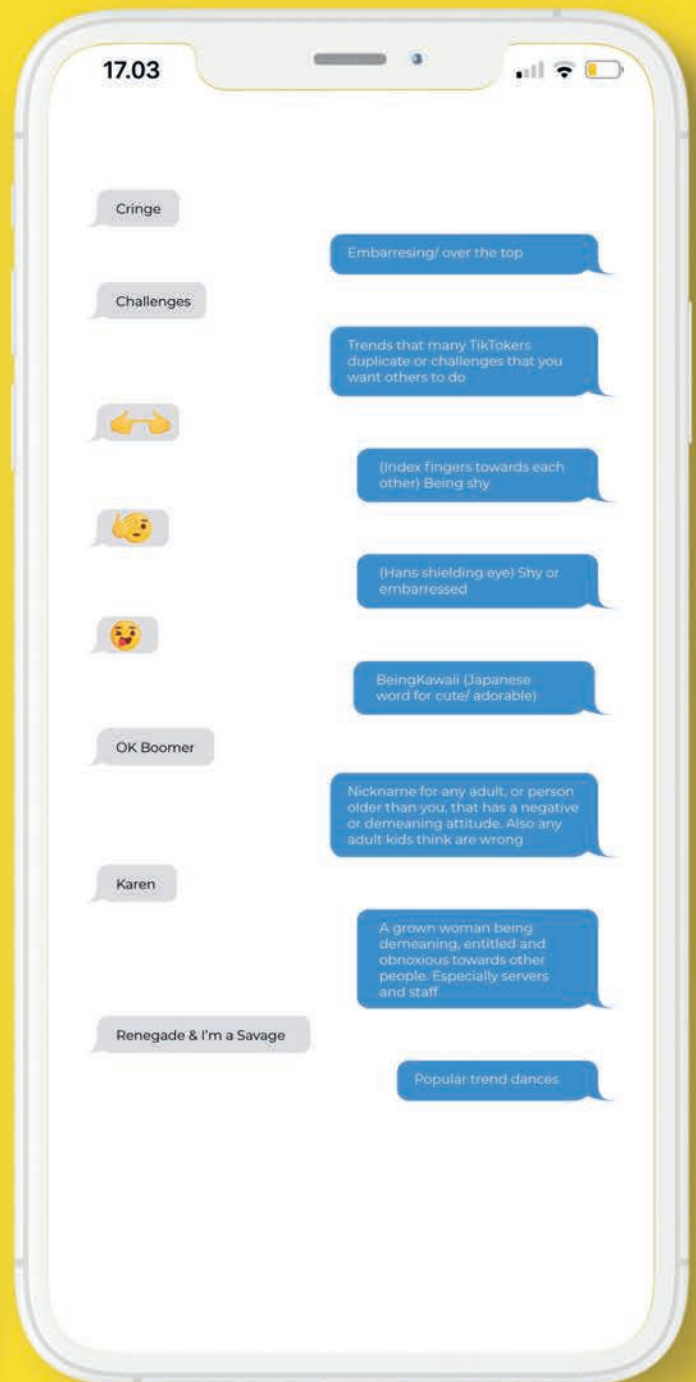 17.03
Cringe
Embarresing/ over the top
Challenges
Trends that many TikTokers
duplicate or challenges that you
want others to do
(Index fingers towards each
other) Being shy
(Hans shielding eye) Shy or
embarressed
BeingKawaii (Japanese
word for cute/ adorable)
OK Boomer
Nickname for any adult, or person
older than you, that has a negative
or demeaning attitude. Also any
adult kids think are wrong
Karen
A grown woman being
demeaning, entitled and
obnoxious towards other
people. Especially servers
and staff
Renegade & I'm a Savage
Popular trend dances